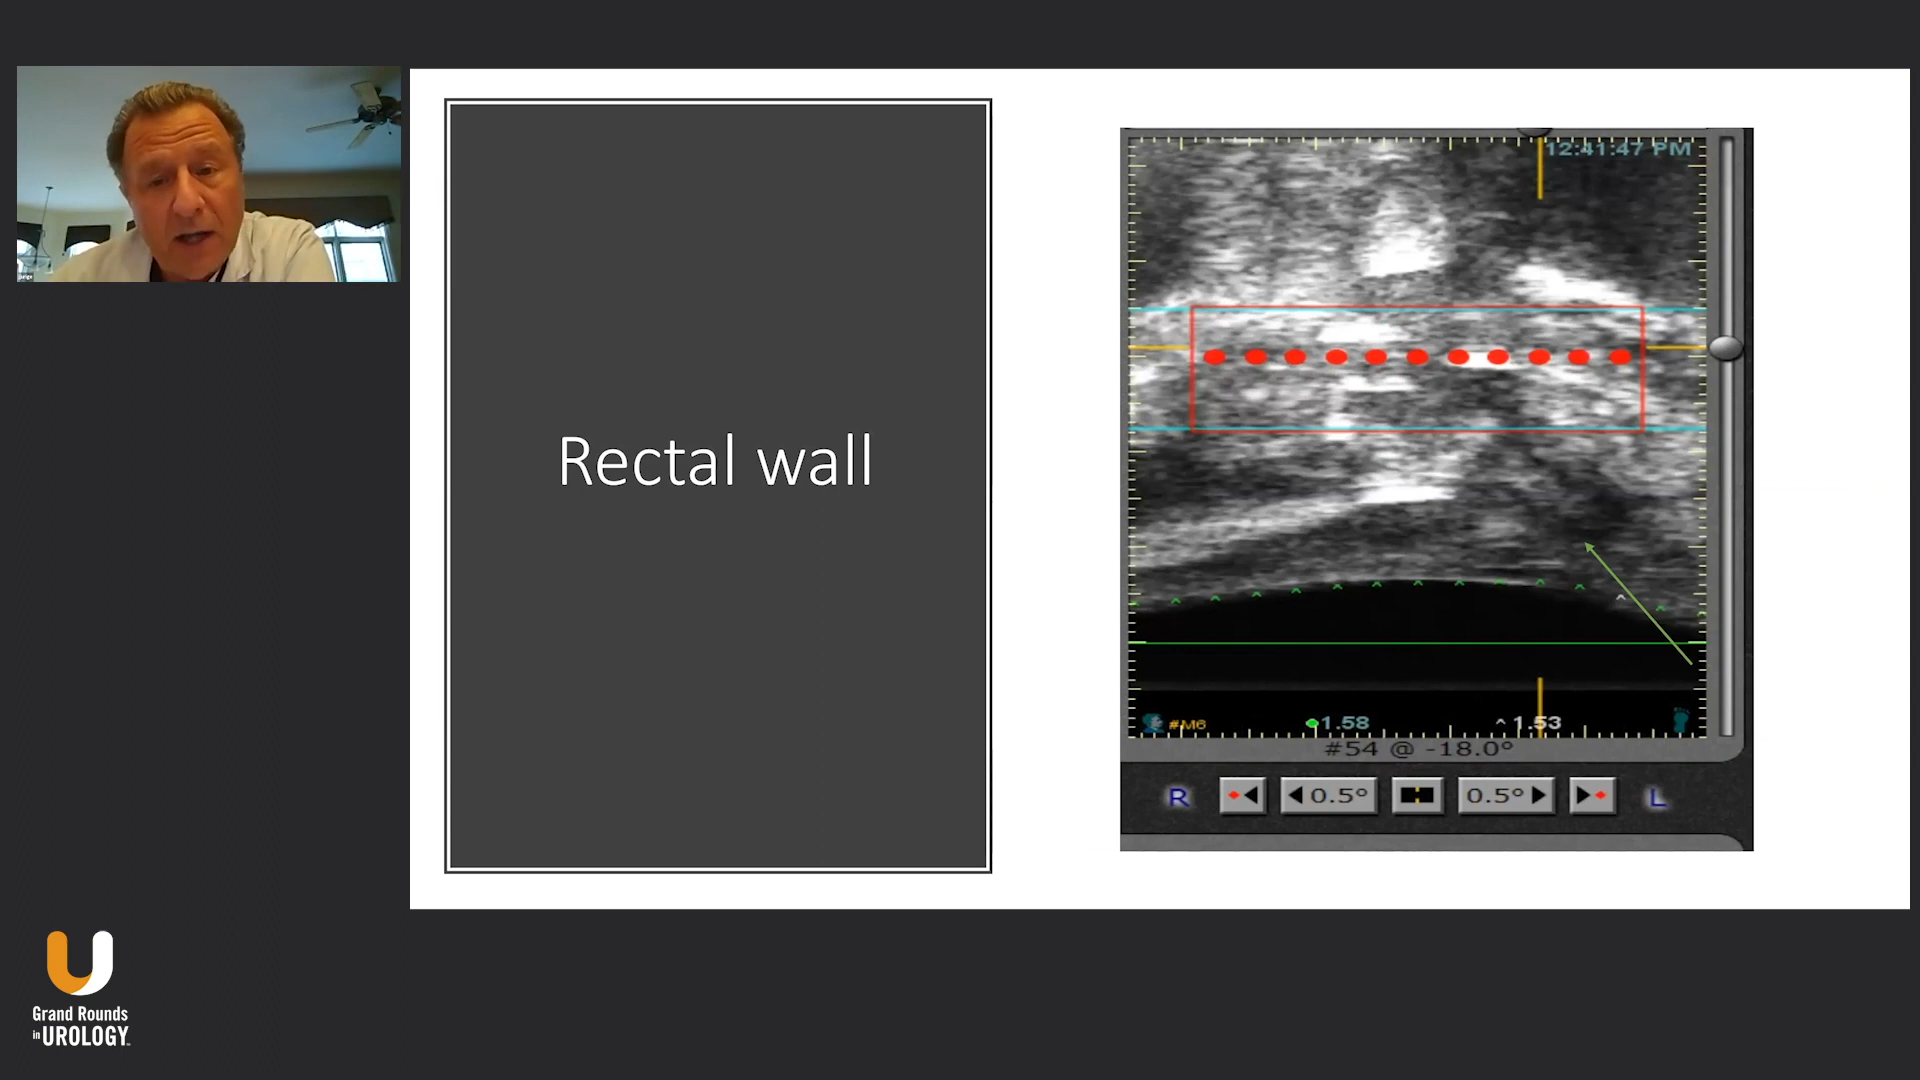 Rectal wall
12:41:47 PM
#M6
1.58
^ 1.53
#54 @ -18.0°
R
0.5°
0.5°
L
Grand Rounds
in UROLOGY